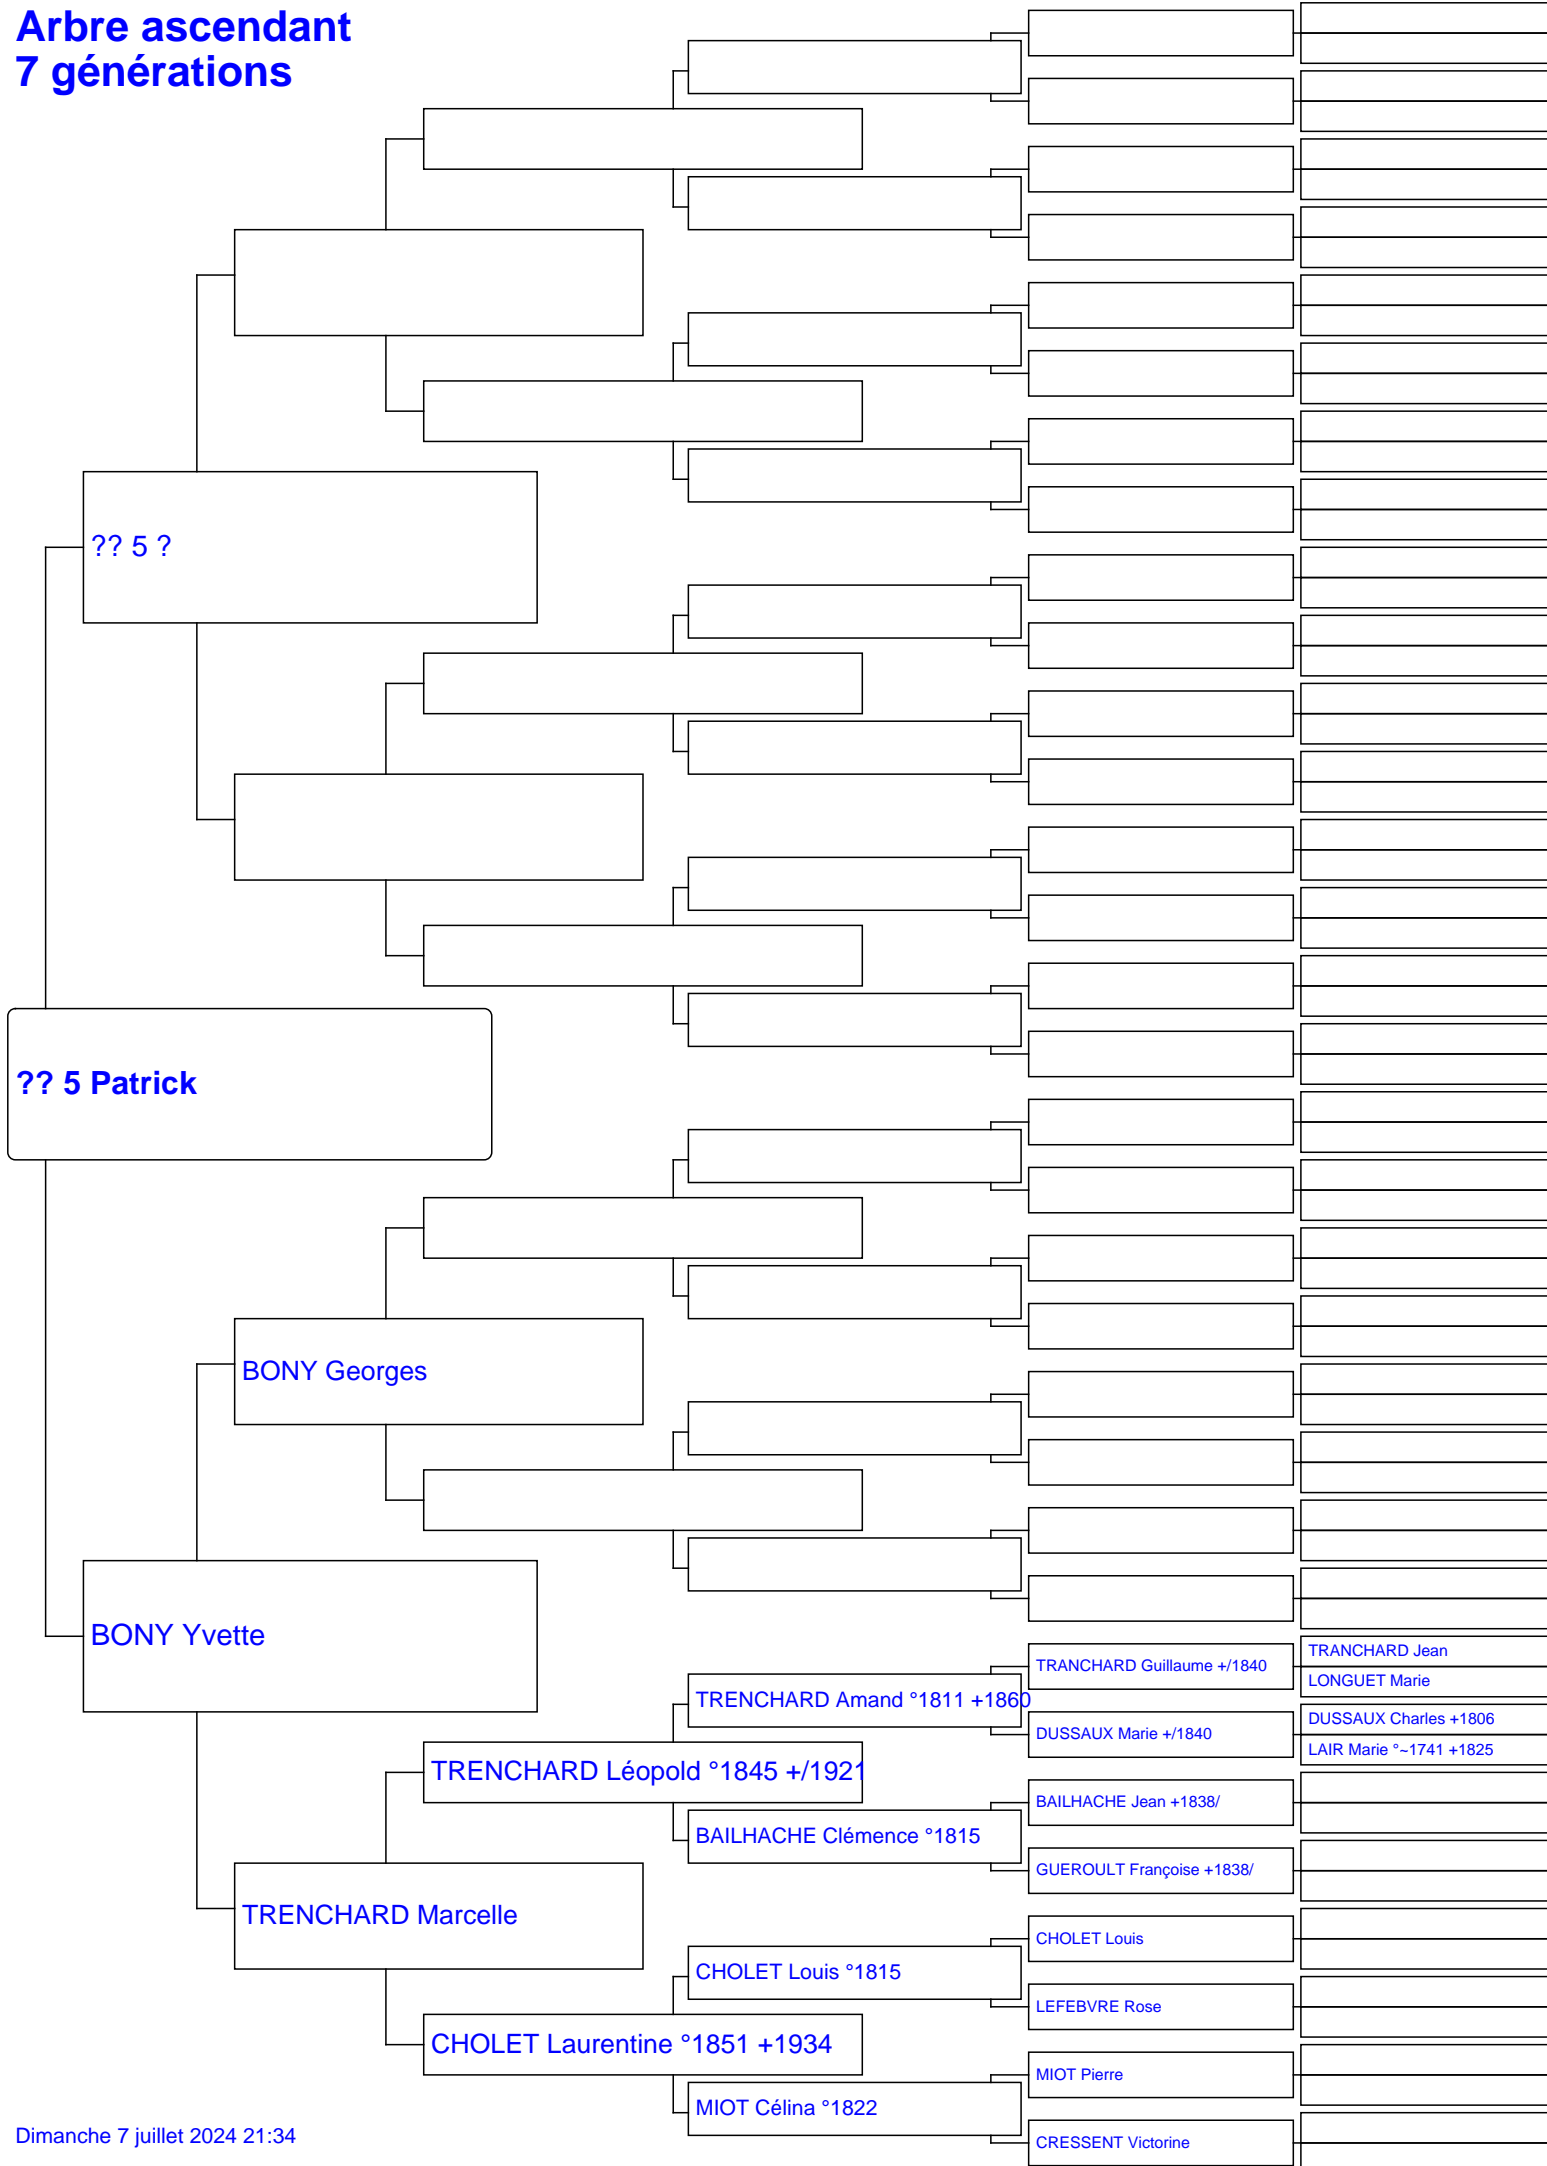 Arbre ascendant
7 générations
?? 5 ?
?? 5 Patrick
BONY Georges
BONY Yvette
TRANCHARD Guillaume +/1840
TRANCHARD Jean
LONGUET Marie
TRENCHARD Amand °1811 +1860
DUSSAUX Marie +/1840
DUSSAUX Charles +1806
LAIR Marie °~1741 +1825
TRENCHARD Léopold °1845 +/1921
BAILHACHE Jean +1838/
BAILHACHE Clémence °1815
GUEROULT Françoise +1838/
TRENCHARD Marcelle
CHOLET Louis
CHOLET Louis °1815
LEFEBVRE Rose
CHOLET Laurentine °1851 +1934
MIOT Pierre
MIOT Célina °1822
CRESSENT Victorine
Dimanche 7 juillet 2024 21:34